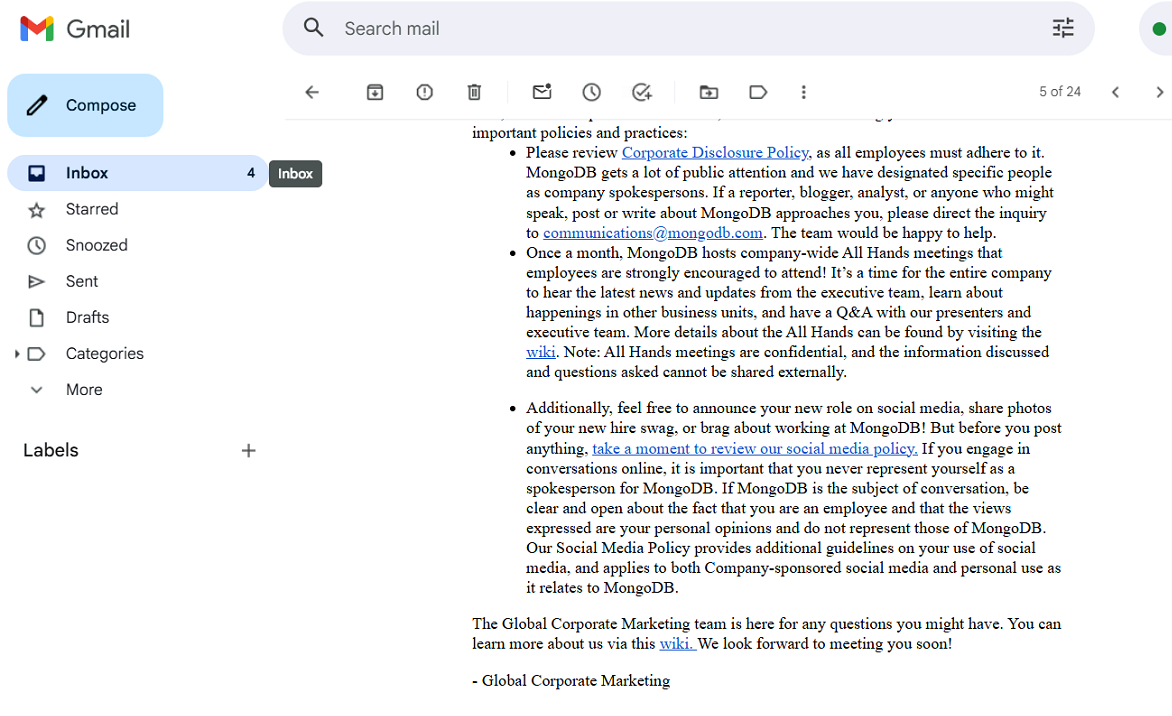 Gmail
Search mail
Compose
5 of 24
Inbox
4
Inbox
Starred
Snoozed
Sent
Drafts
Categories
More
Labels
important policies and practices:
Please review Corporate Disclosure Policy, as all employees must adhere to it.
MongoDB gets a lot of public attention and we have designated specific people
as company spokespersons. If a reporter, blogger, analyst, or anyone who might
speak, post or write about MongoDB approaches you, please direct the inquiry
to communications@mongodb.com. The team would be happy to help.
Once a month, MongoDB hosts company-wide All Hands meetings that
employees are strongly encouraged to attend! It’s a time for the entire company
to hear the latest news and updates from the executive team, learn about
happenings in other business units, and have a Q&A with our presenters and
executive team. More details about the All Hands can be found by visiting the
wiki. Note: All Hands meetings are confidential, and the information discussed
and questions asked cannot be shared externally.
Additionally, feel free to announce your new role on social media, share photos
of your new hire swag, or brag about working at MongoDB! But before you post
anything, take a moment to review our social media policy. If you engage in
conversations online, it is important that you never represent yourself as a
spokesperson for MongoDB. If MongoDB is the subject of conversation, be
clear and open about the fact that you are an employee and that the views
expressed are your personal opinions and do not represent those of MongoDB.
Our Social Media Policy provides additional guidelines on your use of social
media, and applies to both Company-sponsored social media and personal use as
it relates to MongoDB.
The Global Corporate Marketing team is here for any questions you might have. You can
learn more about us via this wiki. We look forward to meeting you soon!
- Global Corporate Marketing